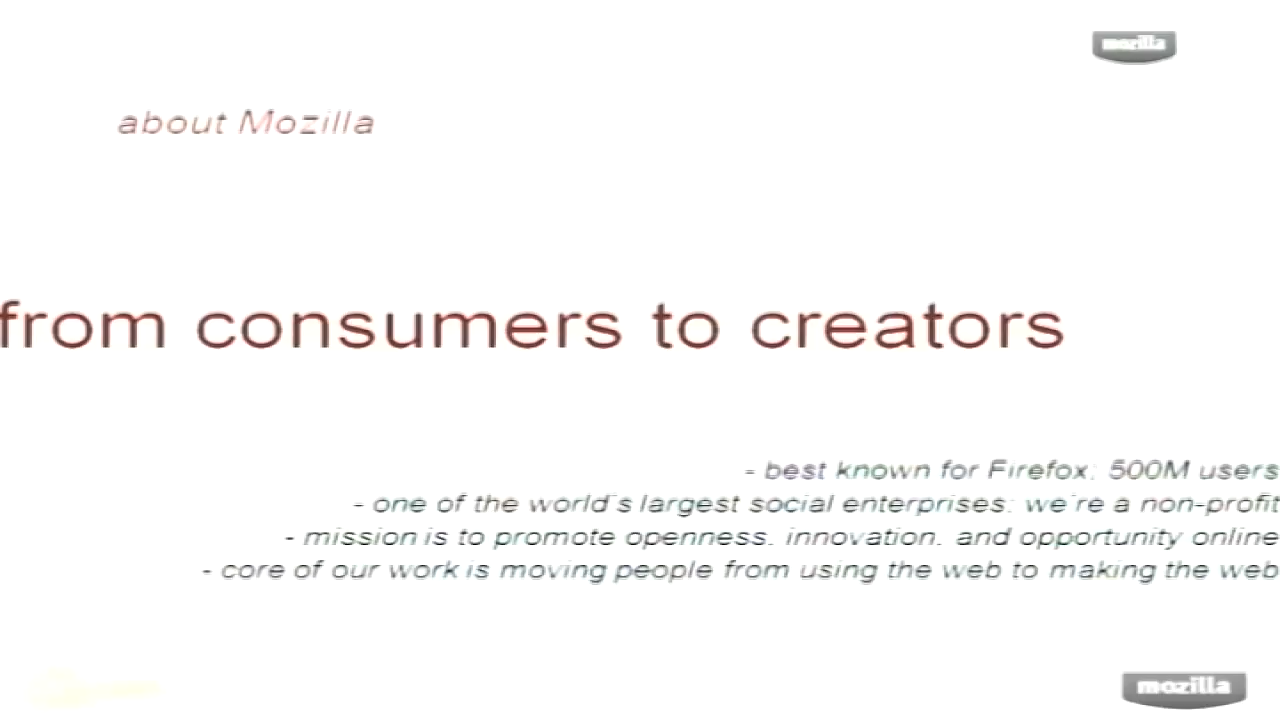 mozilla
about Mozilla
from consumers to creators
- best known for Firefox; 500M users
- one of the world's largest social enterprises: we're a non-profit
- mission is to promote openness, innovation, and opportunity online
- core of our work is moving people from using the web to making the web
mozilla